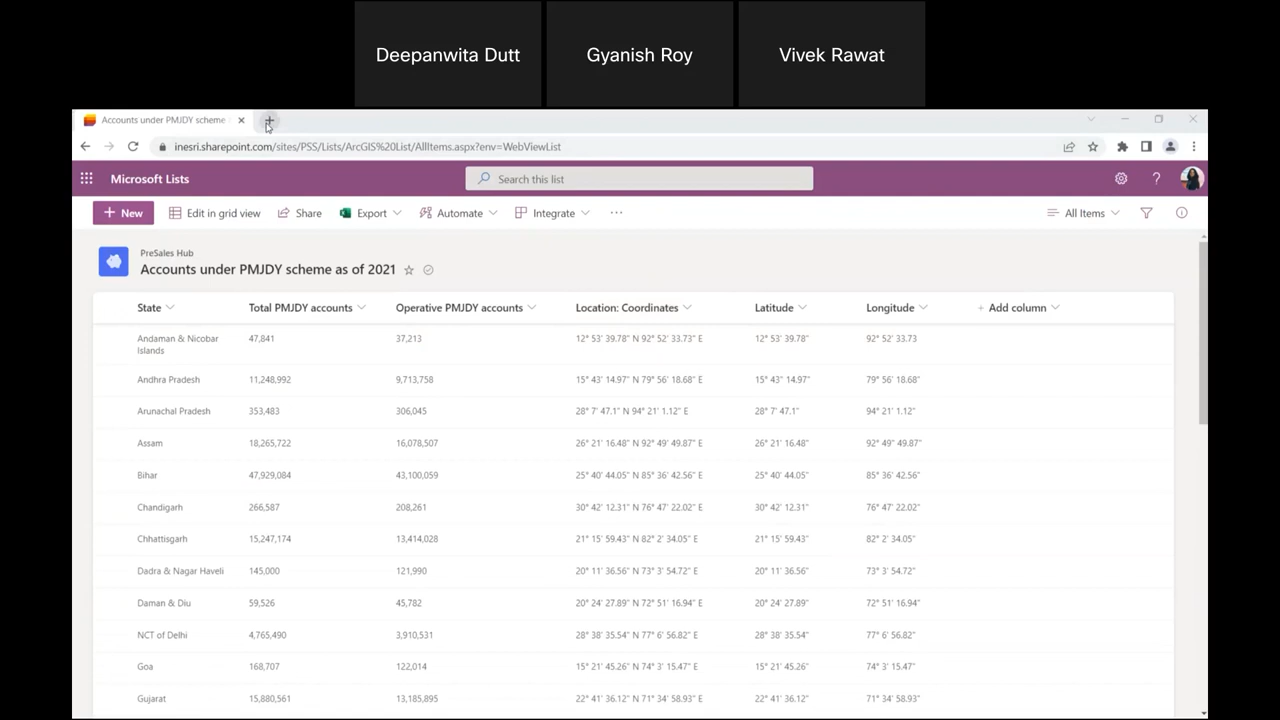 Deepanwita Dutt
Gyanish Roy
Vivek Rawat
Accounts under PMJDY scheme
inesri.sharepoint.com/sites/PSS/Lists/ArcGIS%20List/AllItems.aspx?env=WebViewList
Microsoft Lists
Search this list
New
Edit in grid view
Share
Export
Automate
Integrate
All Items
PreSales Hub
Accounts under PMJDY scheme as of 2021
State Total PMJDY accounts Operative PMJDY accounts Location: Coordinates Latitude Longitude + Add column
Andaman & Nicobar 47,841 37,213 12° 53' 39.78" N 92° 52' 33.73" E 12° 53' 39.78" 92° 52' 33.73
Islands
Andhra Pradesh 11,248,992 9,713,758 15° 43' 14.97" N 79° 56' 18.68" E 15° 43' 14.97" 79° 56' 18.68"
Arunachal Pradesh 353,483 306,045 28° 7' 47.1" N 94° 21' 1.12" E 28° 7' 47.1" 94° 21' 1.12"
Assam 18,265,722 16,078,507 26° 21' 16.48" N 92° 49' 49.87" E 26° 21' 16.48" 92° 49" 49.87"
Bihar 47,929,084 43,100,059 25° 40' 44.05" N 85° 36' 42.56" E 25° 40' 44.05" 85° 36' 42.56"
Chandigarh 266,587 208,261 30° 42' 12.31" N 76° 47' 22.02" E 30° 42' 12.31" 76° 47' 22.02"
Chhattisgarh 15,247,174 13,414,028 21° 15' 59.43" N 82° 2' 34.05" E 21° 15' 59.43" 82° 2' 34.05"
Dadra & Nagar Haveli 145,000 121,990 20° 11' 36.56" N 73° 3' 54.72" E 20° 11' 36.56" 73° 3' 54.72"
Daman & Diu 59,526 45,782 20° 24' 27.89" N 72° 51' 16.94" E 20° 24' 27.89" 72° 51' 16.94"
NCT of Delhi 4,765,490 3,910,531 28° 38' 35.54" N 77° 6' 56.82" E 28° 38' 35.54" 77° 6' 56.82"
Goa 168,707 122,014 15° 21' 45.26" N 74° 3' 15.47" E 15° 21' 45.26" 74° 3' 15.47"
Gujarat 15,880,561 13,185,895 22° 41' 36.12" N 71° 34' 58.93" E 22° 41' 36.12" 71° 34' 58.93"